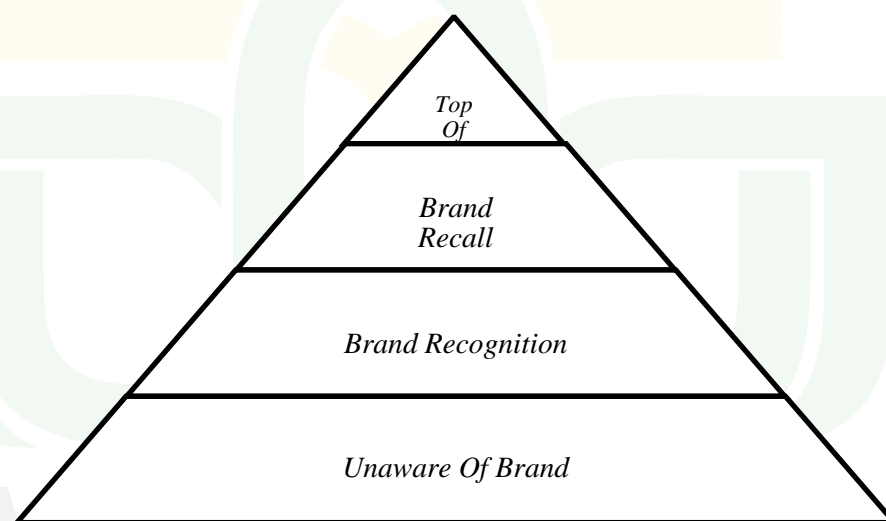 Top
Of
Brand
Recall
Brand Recognition
Unaware Of Brand